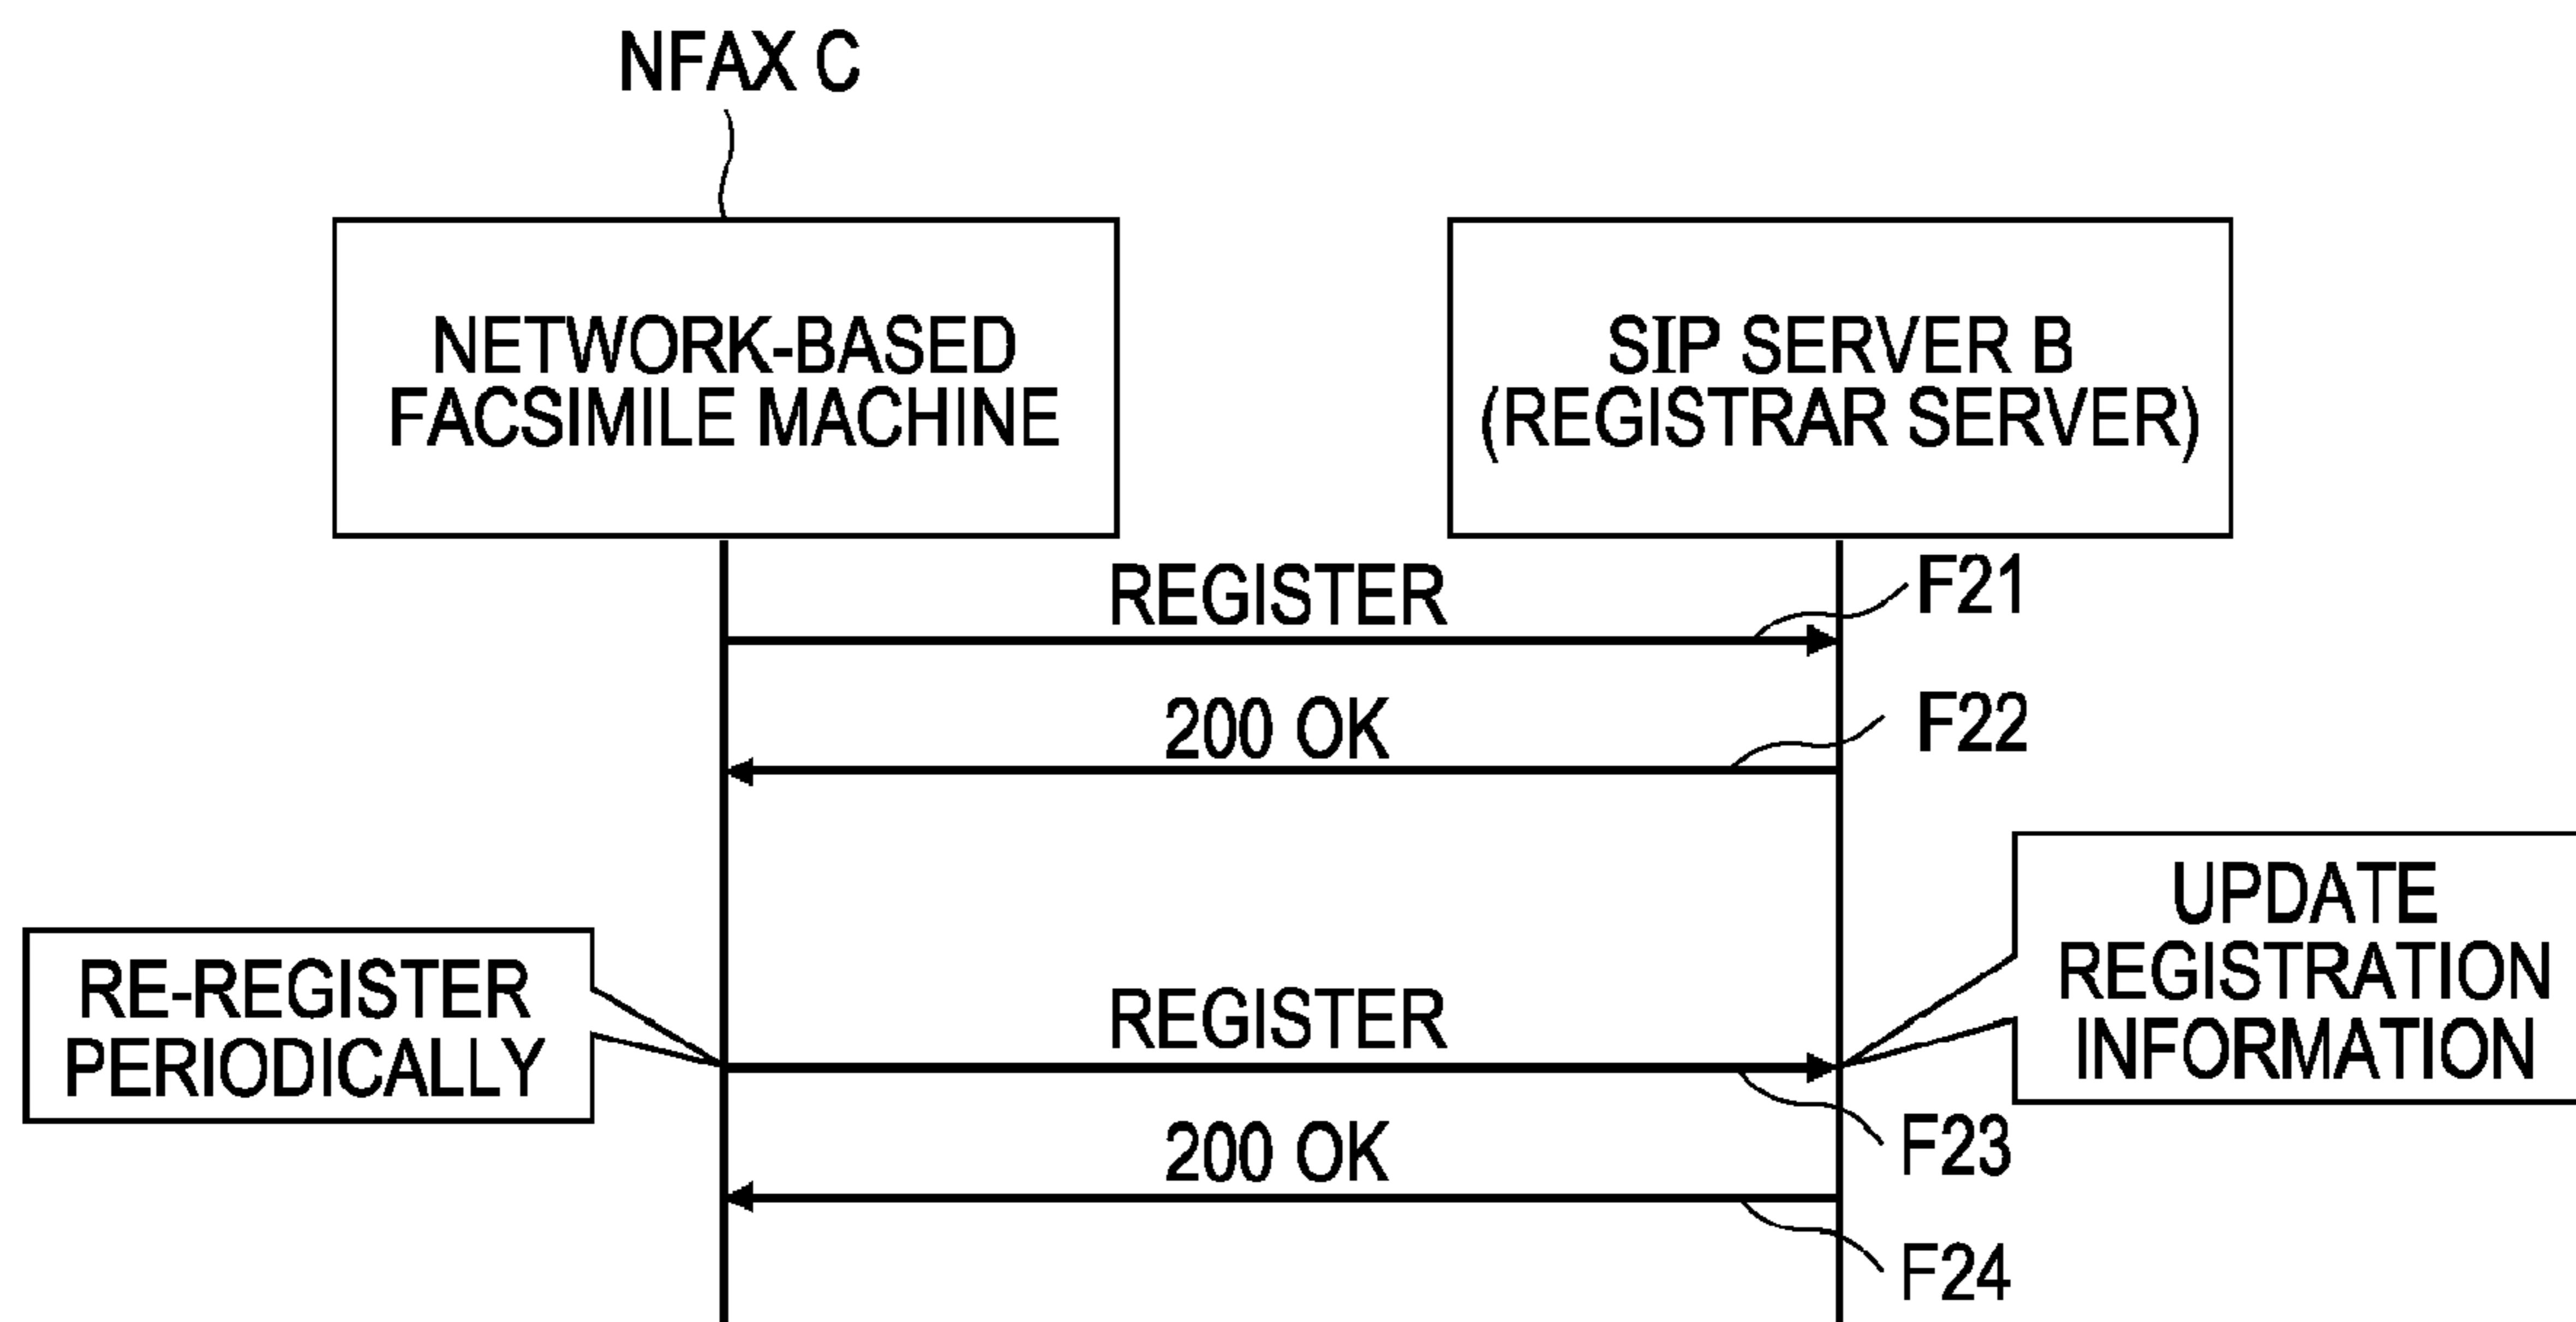 NFAX C
NETWORK-BASED
FACSIMILE MACHINE
SIP SERVER B
(REGISTRAR SERVER)
REGISTER
F21
200 OK
F22
RE-REGISTER
PERIODICALLY
REGISTER
F23
UPDATE
REGISTRATION
INFORMATION
200 OK
F24